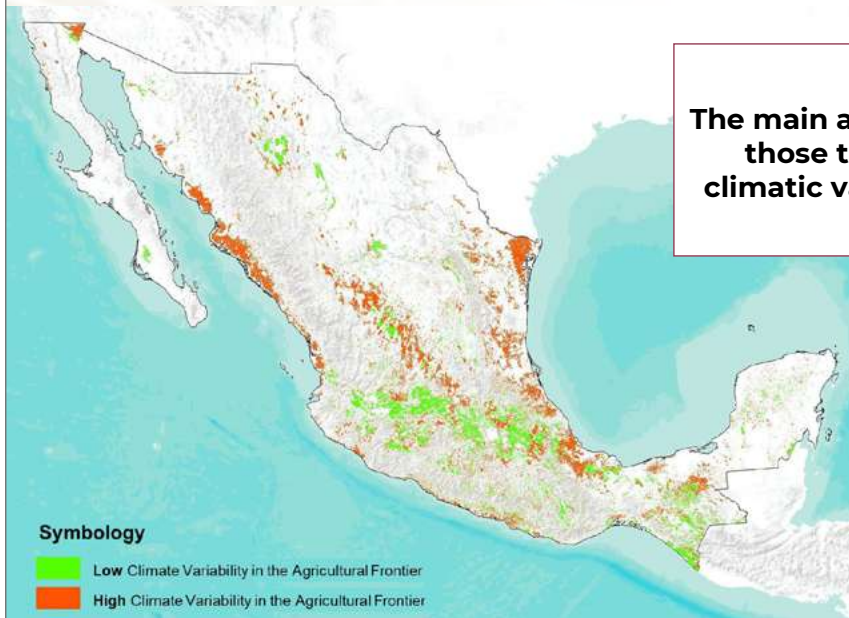 The main a
those t
climatic va
Symbology
Low Climate Variability in the Agricultural Frontier
High Climate Variability in the Agricultural Frontier